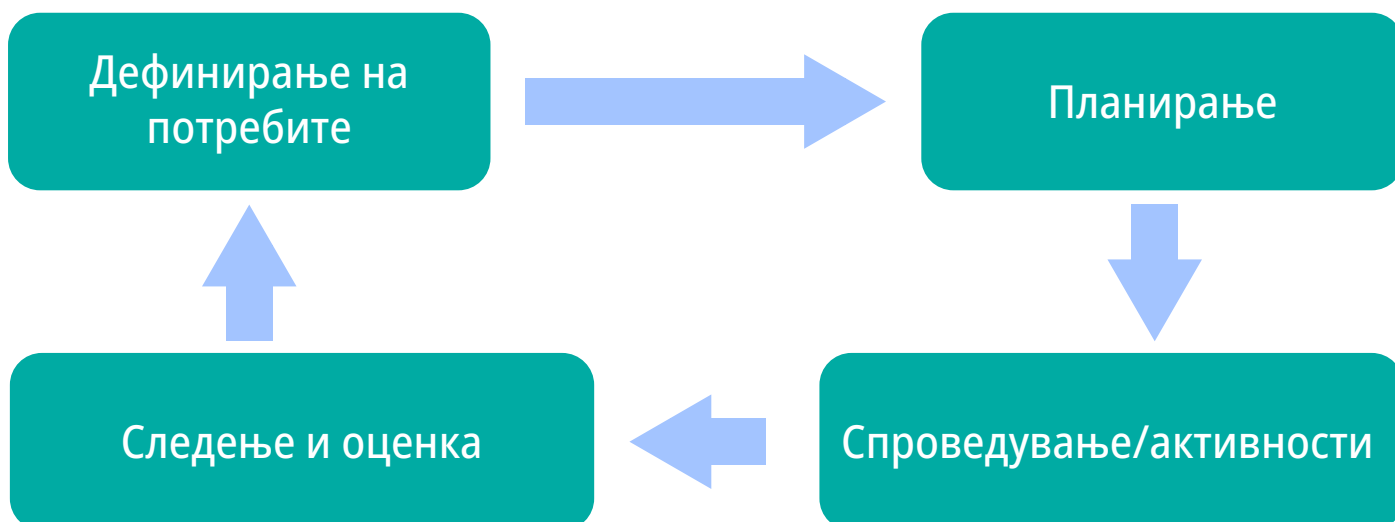 Дефинирање на
потребите
Планирање
Спроведување/активности
Следење и оценка